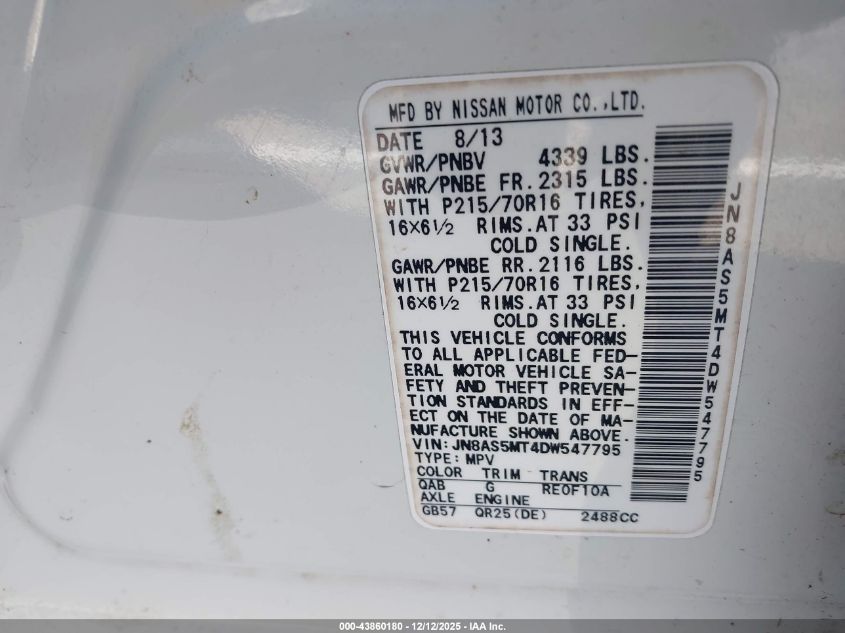 MFD BY NISSAN MOTOR CO.,LTD.
DATE 8/13
GVWR/PNBV 4339 LBS.
GAWR/PNBE FR. 2315 LBS.
WITH P215/70R16 TIRES,
16×6½ RIMS.AT 33 PSI
COLD SINGLE.
GAWR/PNBE RR. 2116 LBS.
WITH P215/70R16 TIRES,
16×6½ RIMS.AT 33 PSI
COLD SINGLE.
THIS VEHICLE CONFORMS
TO ALL APPLICABLE FED-
ERAL MOTOR VEHICLE SA-
FETY AND THEFT PREVEN-
TION STANDARDS IN EFF-
ECT ON THE DATE OF MA-
NUFACTURE SHOWN ABOVE.
VIN:JN8AS5MT4DW547795
TYPE:MPV
COLOR TRIM TRANS
QAB G RE0F10A
AXLE ENGINE
GB57 QR25(DE) 2488CC
JN8AS5MT4DW547795
000-43860180 - 12/12/2025 - IAA Inc.